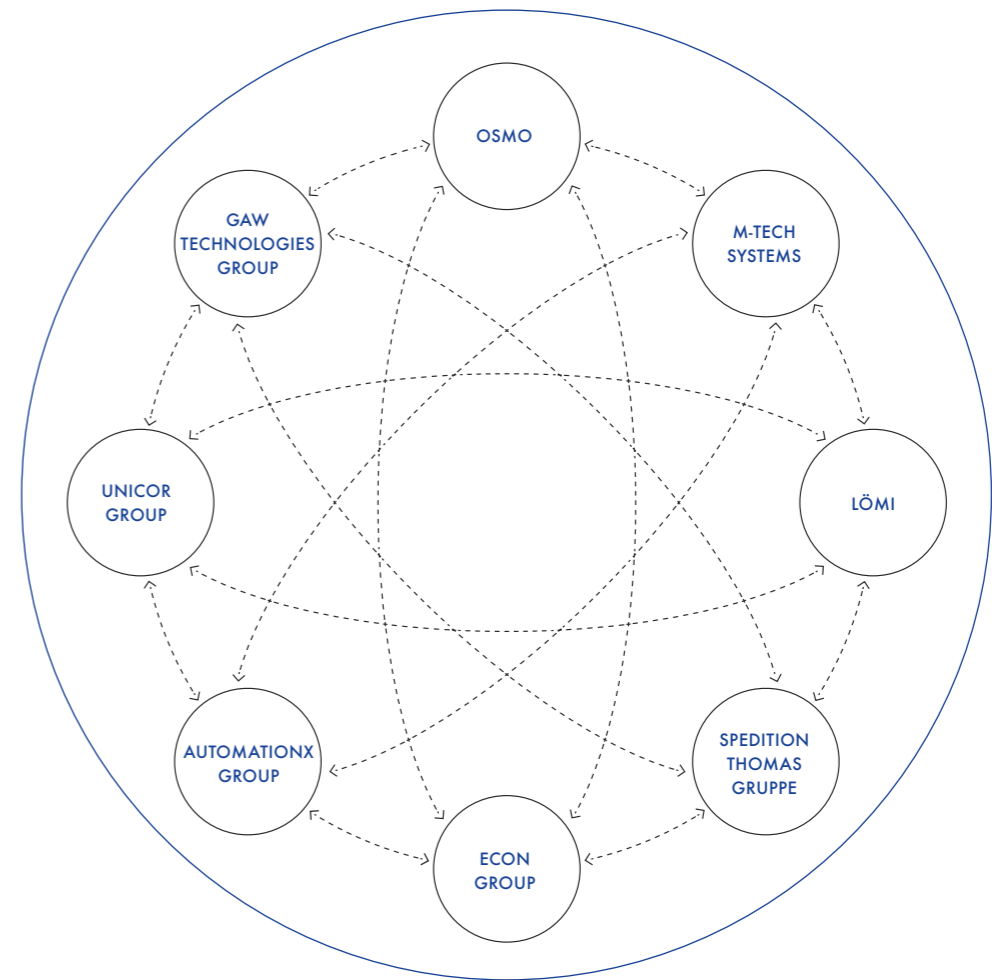 OSMO
GAW
TECHNOLOGIES
GROUP
M-TECH
SYSTEMS
UNICOR
GROUP
LÖMI
AUTOMATIONX
GROUP
SPEDITION
THOMAS
GRUPPE
ECON
GROUP